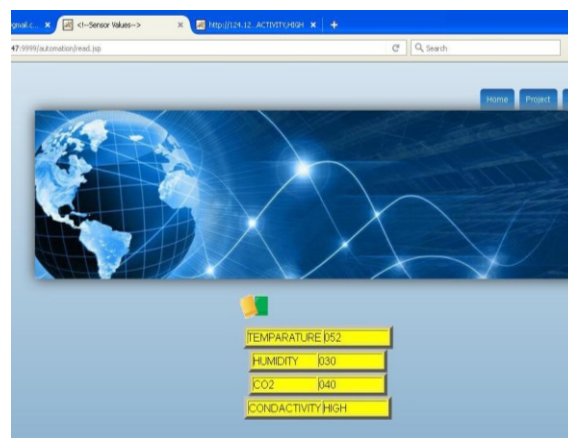 gmail.c... × <!--Sensor Values--> × http://124.12...ACTIVITY,HIGH × +
47:9999/automation/read.jsp Search
Home Project
TEMPARATURE 052
HUMIDITY 030
CO2 040
CONDACTIVITY HIGH